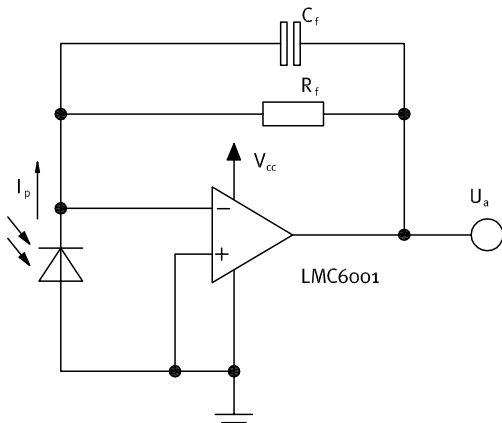 C_f
R_f
V_cc
I_p
U_a
−
+
LMC6001